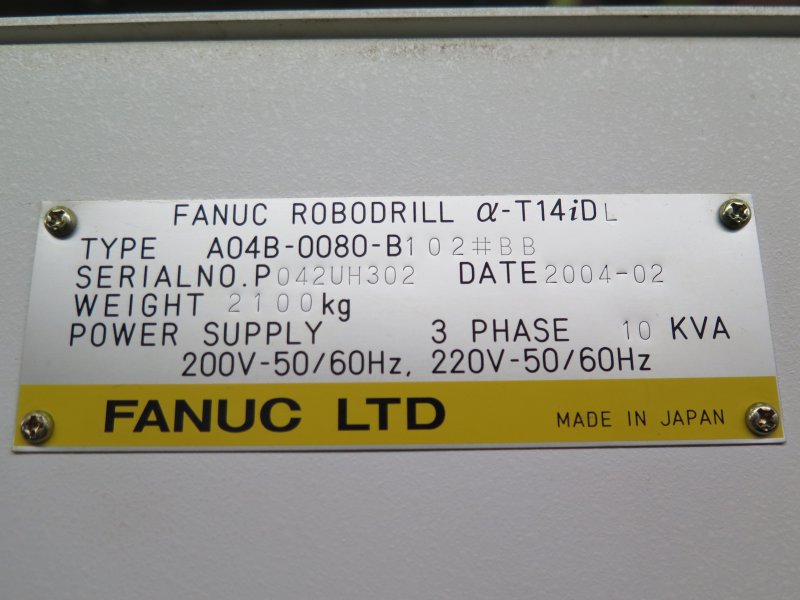 FANUC ROBODRILL α-T14iDL
TYPE A04B-0080-B102#BB
SERIALNO.P042UH302 DATE2004-02
WEIGHT 2100kg
POWER SUPPLY 3 PHASE 10 KVA
200V-50/60Hz, 220V-50/60Hz
FANUC LTD MADE IN JAPAN